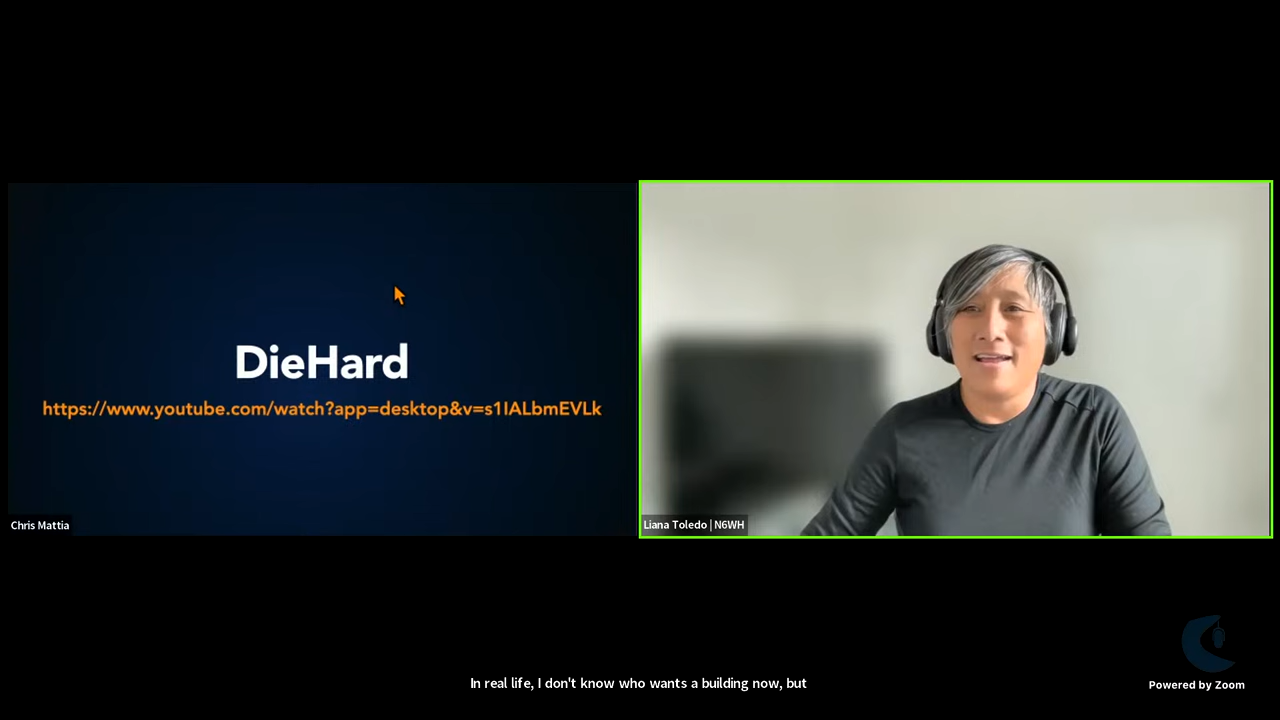 DieHard
https://www.youtube.com/watch?app=desktop&v=s1IALbmEVLk
Chris Mattia
Liana Toledo | N6WH
In real life, I don't know who wants a building now, but
Powered by Zoom